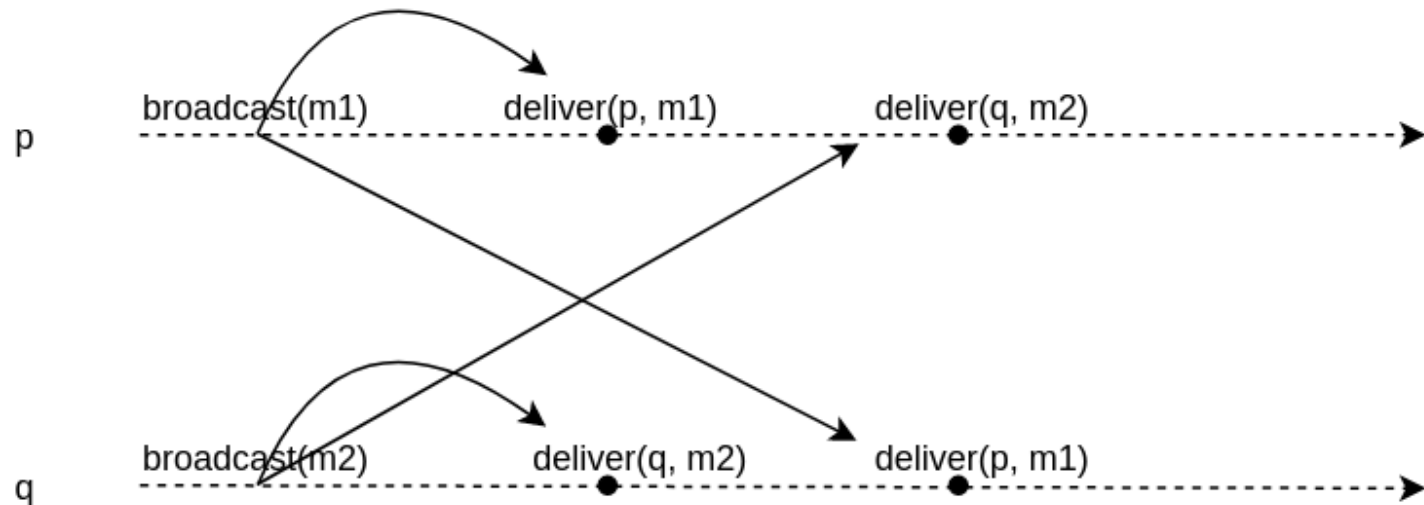 broadcast(m1) deliver(p, m1) deliver(q, m2)
p
broadcast(m2) deliver(q, m2) deliver(p, m1)
q